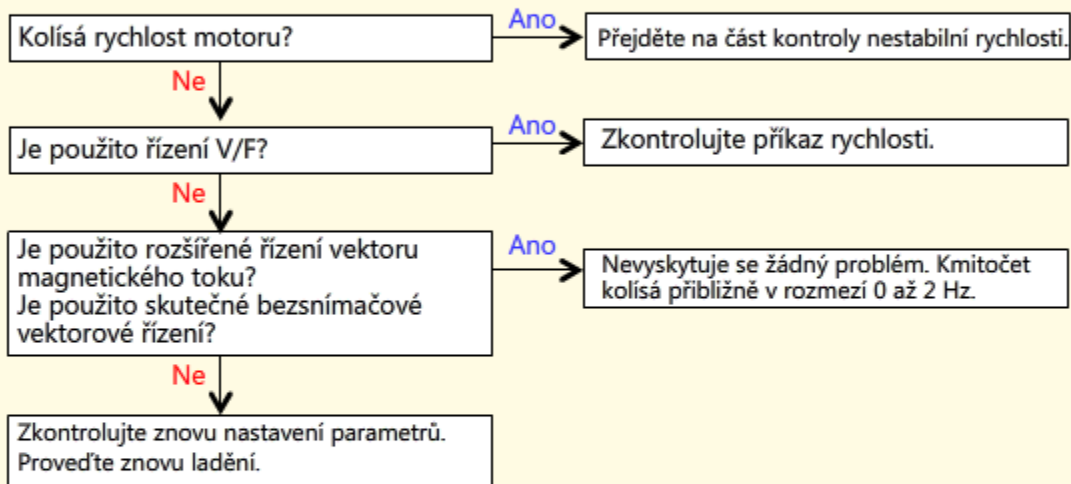 Kolísá rychlost motoru?
Ano
Přejděte na část kontroly nestabilní rychlosti.
Ne
Je použito řízení V/F?
Ano
Zkontrolujte příkaz rychlosti.
Ne
Je použito rozšířené řízení vektoru
magnetického toku?
Je použito skutečné bezsnímačové
vektorové řízení?
Ano
Nevyskytuje se žádný problém. Kmitočet
kolísá přibližně v rozmezí 0 až 2 Hz.
Ne
Zkontrolujte znovu nastavení parametrů.
Proveďte znovu ladění.